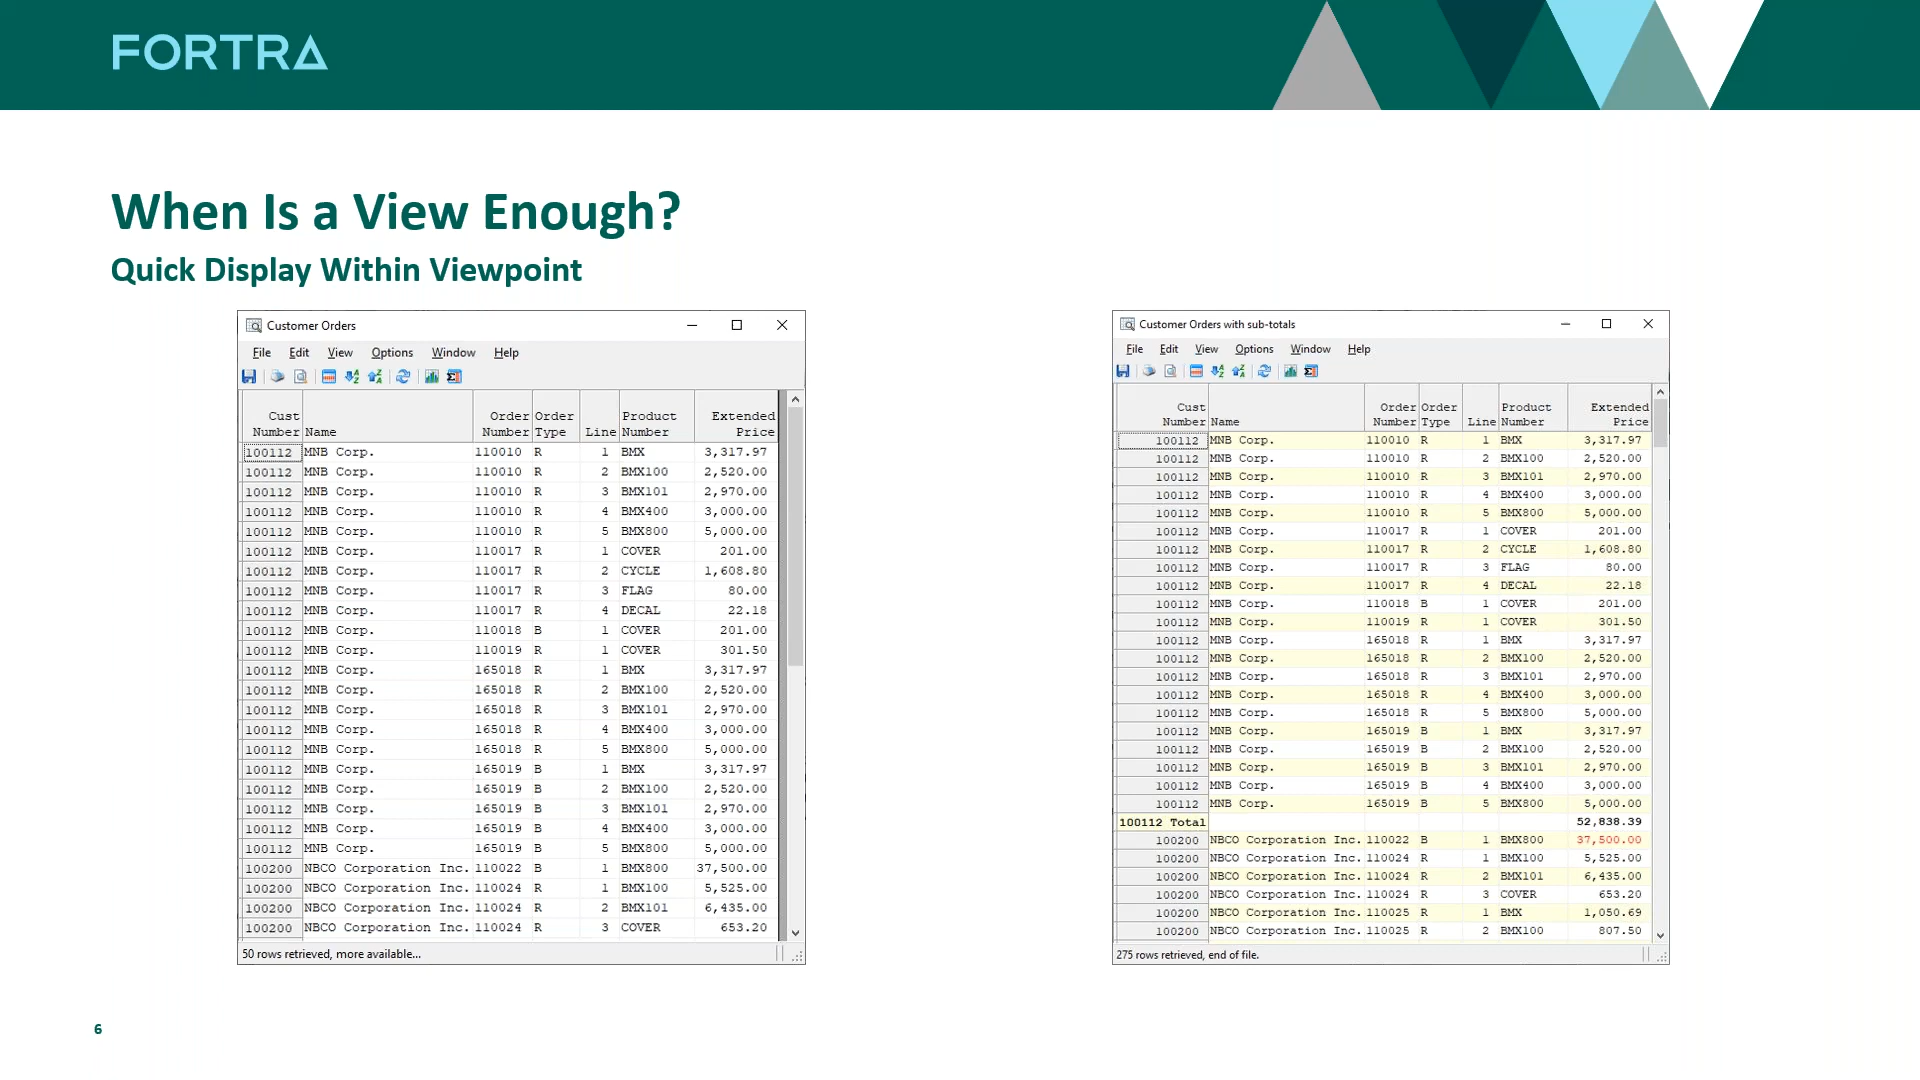 FORTRA
When Is a View Enough?
Quick Display Within Viewpoint
Customer Orders
File Edit View Options Window Help
Cust Order Order Product Extended
Number Name Number Type Line Number Price
100112 MNB Corp. 110010 R 1 BMX 3,317.97
100112 MNB Corp. 110010 R 2 BMX100 2,520.00
100112 MNB Corp. 110010 R 3 BMX101 2,970.00
100112 MNB Corp. 110010 R 4 BMX400 3,000.00
100112 MNB Corp. 110010 R 5 BMX800 5,000.00
100112 MNB Corp. 110017 R 1 COVER 201.00
100112 MNB Corp. 110017 R 2 CYCLE 1,608.80
100112 MNB Corp. 110017 R 3 FLAG 80.00
100112 MNB Corp. 110017 R 4 DECAL 22.18
100112 MNB Corp. 110018 B 1 COVER 201.00
100112 MNB Corp. 110019 R 1 COVER 301.50
100112 MNB Corp. 165018 R 1 BMX 3,317.97
100112 MNB Corp. 165018 R 2 BMX100 2,520.00
100112 MNB Corp. 165018 R 3 BMX101 2,970.00
100112 MNB Corp. 165018 R 4 BMX400 3,000.00
100112 MNB Corp. 165018 R 5 BMX800 5,000.00
100112 MNB Corp. 165019 B 1 BMX 3,317.97
100112 MNB Corp. 165019 B 2 BMX100 2,520.00
100112 MNB Corp. 165019 B 3 BMX101 2,970.00
100112 MNB Corp. 165019 B 4 BMX400 3,000.00
100112 MNB Corp. 165019 B 5 BMX800 5,000.00
100200 NBCO Corporation Inc. 110022 B 1 BMX800 37,500.00
100200 NBCO Corporation Inc. 110024 R 1 BMX100 5,525.00
100200 NBCO Corporation Inc. 110024 R 2 BMX101 6,435.00
100200 NBCO Corporation Inc. 110024 R 3 COVER 653.20
50 rows retrieved, more available...
Customer Orders with sub-totals
File Edit View Options Window Help
Cust Order Order Product Extended
Number Name Number Type Line Number Price
100112 MNB Corp. 110010 R 1 BMX 3,317.97
100112 MNB Corp. 110010 R 2 BMX100 2,520.00
100112 MNB Corp. 110010 R 3 BMX101 2,970.00
100112 MNB Corp. 110010 R 4 BMX400 3,000.00
100112 MNB Corp. 110010 R 5 BMX800 5,000.00
100112 MNB Corp. 110017 R 1 COVER 201.00
100112 MNB Corp. 110017 R 2 CYCLE 1,608.80
100112 MNB Corp. 110017 R 3 FLAG 80.00
100112 MNB Corp. 110017 R 4 DECAL 22.18
100112 MNB Corp. 110018 B 1 COVER 201.00
100112 MNB Corp. 110019 R 1 COVER 301.50
100112 MNB Corp. 165018 R 1 BMX 3,317.97
100112 MNB Corp. 165018 R 2 BMX100 2,520.00
100112 MNB Corp. 165018 R 3 BMX101 2,970.00
100112 MNB Corp. 165018 R 4 BMX400 3,000.00
100112 MNB Corp. 165018 R 5 BMX800 5,000.00
100112 MNB Corp. 165019 B 1 BMX 3,317.97
100112 MNB Corp. 165019 B 2 BMX100 2,520.00
100112 MNB Corp. 165019 B 3 BMX101 2,970.00
100112 MNB Corp. 165019 B 4 BMX400 3,000.00
100112 MNB Corp. 165019 B 5 BMX800 5,000.00
100112 Total 52,838.39
100200 NBCO Corporation Inc. 110022 B 1 BMX800 37,500.00
100200 NBCO Corporation Inc. 110024 R 1 BMX100 5,525.00
100200 NBCO Corporation Inc. 110024 R 2 BMX101 6,435.00
100200 NBCO Corporation Inc. 110024 R 3 COVER 653.20
100200 NBCO Corporation Inc. 110025 R 1 BMX 1,050.69
100200 NBCO Corporation Inc. 110025 R 2 BMX100 807.50
275 rows retrieved, end of file.
6